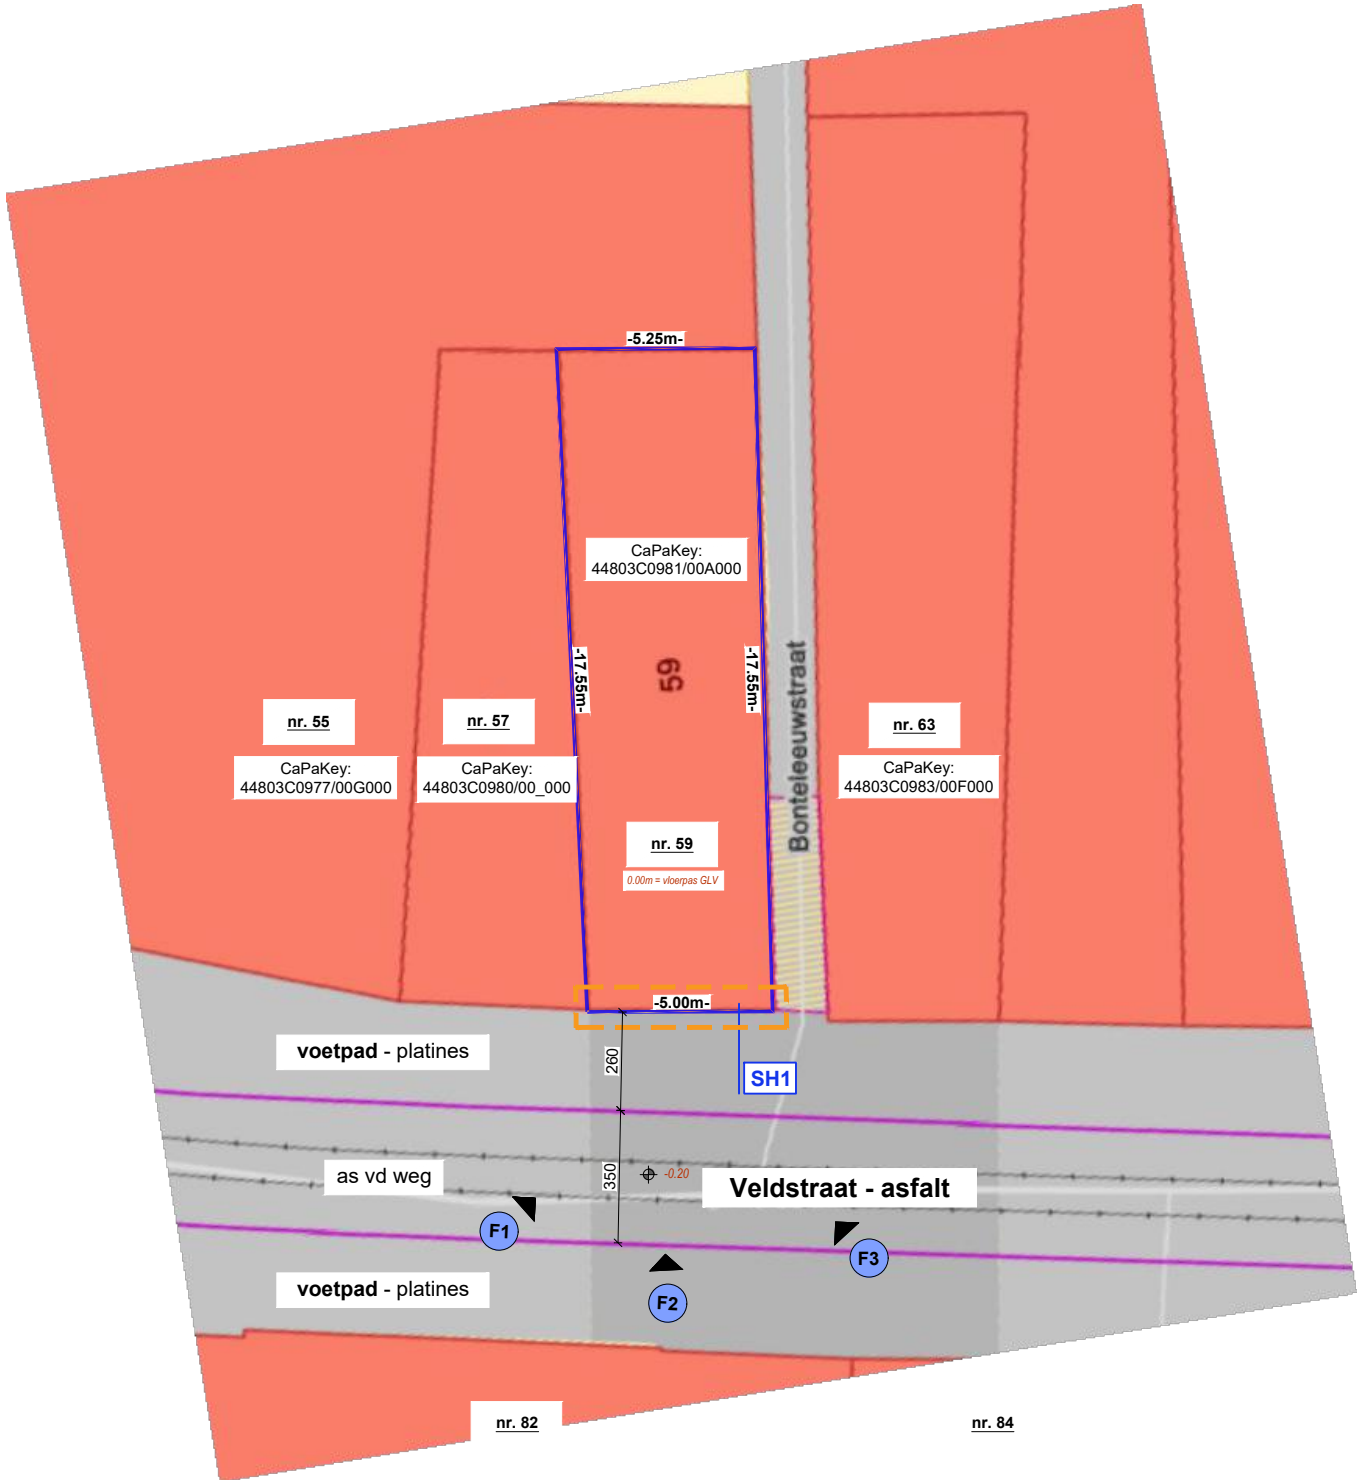 -5.25m-
CaPaKey:
44803C0981/00A000
-17.55m-
59
-17.55m-
Bonteleeuwstraat
nr. 55
CaPaKey:
44803C0977/00G000
nr. 57
CaPaKey:
44803C0980/00_000
nr. 63
CaPaKey:
44803C0983/00F000
nr. 59
0.00m = vloerpas GLV
-5.00m-
voetpad - platines
260
SH1
as vd weg
350
-0.20
Veldstraat - asfalt
F1
F3
voetpad - platines
F2
nr. 82
nr. 84